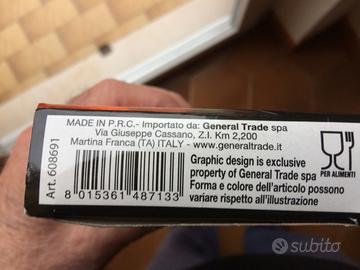 MADE IN P.R.C.- Importato da: General Trade spa
Via Giuseppe Cassano, Z.I. Km 2,200
Martina Franca (TA) ITALY - www.generaltrade.it
Art. 608691
8 015361 487133
Graphic design is exclusive
property of General Trade spa
Forma e colore dell'articolo possono
variare rispetto all'illustrazione
PER ALIMENTI
subito